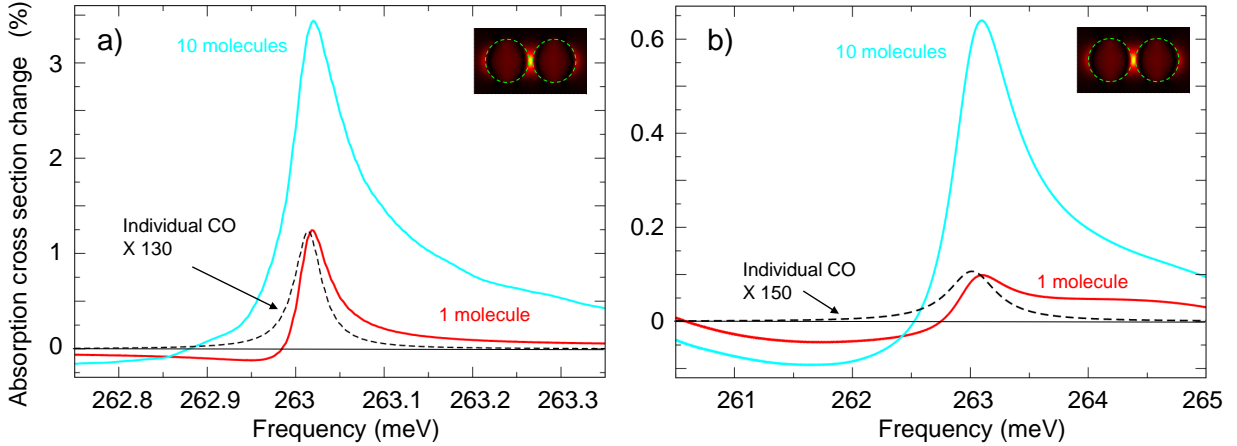 Absorption cross section change (%)
a)
10 molecules
Individual CO
X 130
1 molecule
3
2
1
0
262.8
262.9
263
263.1
263.2
263.3
Frequency (meV)
b)
10 molecules
Individual CO
X 150
1 molecule
0.6
0.4
0.2
0
261
262
263
264
265
Frequency (meV)